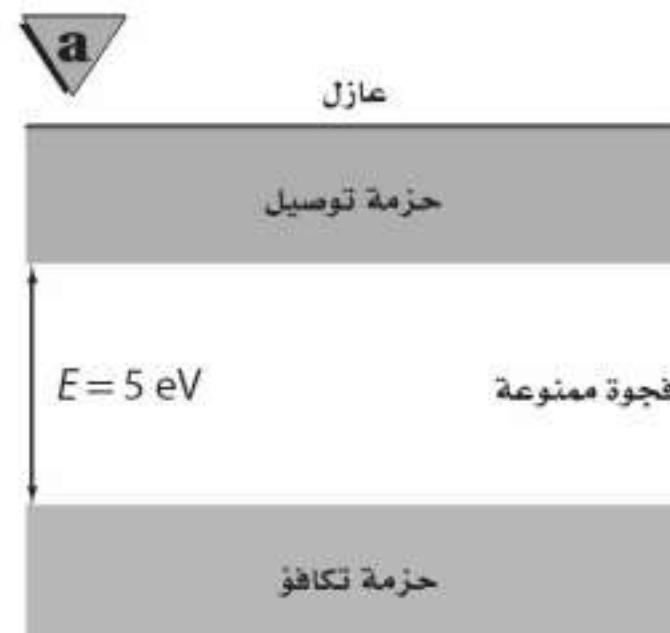 a
عازل
حزمة توصيل
E = 5 eV
فجوة ممنوعة
حزمة تكافؤ